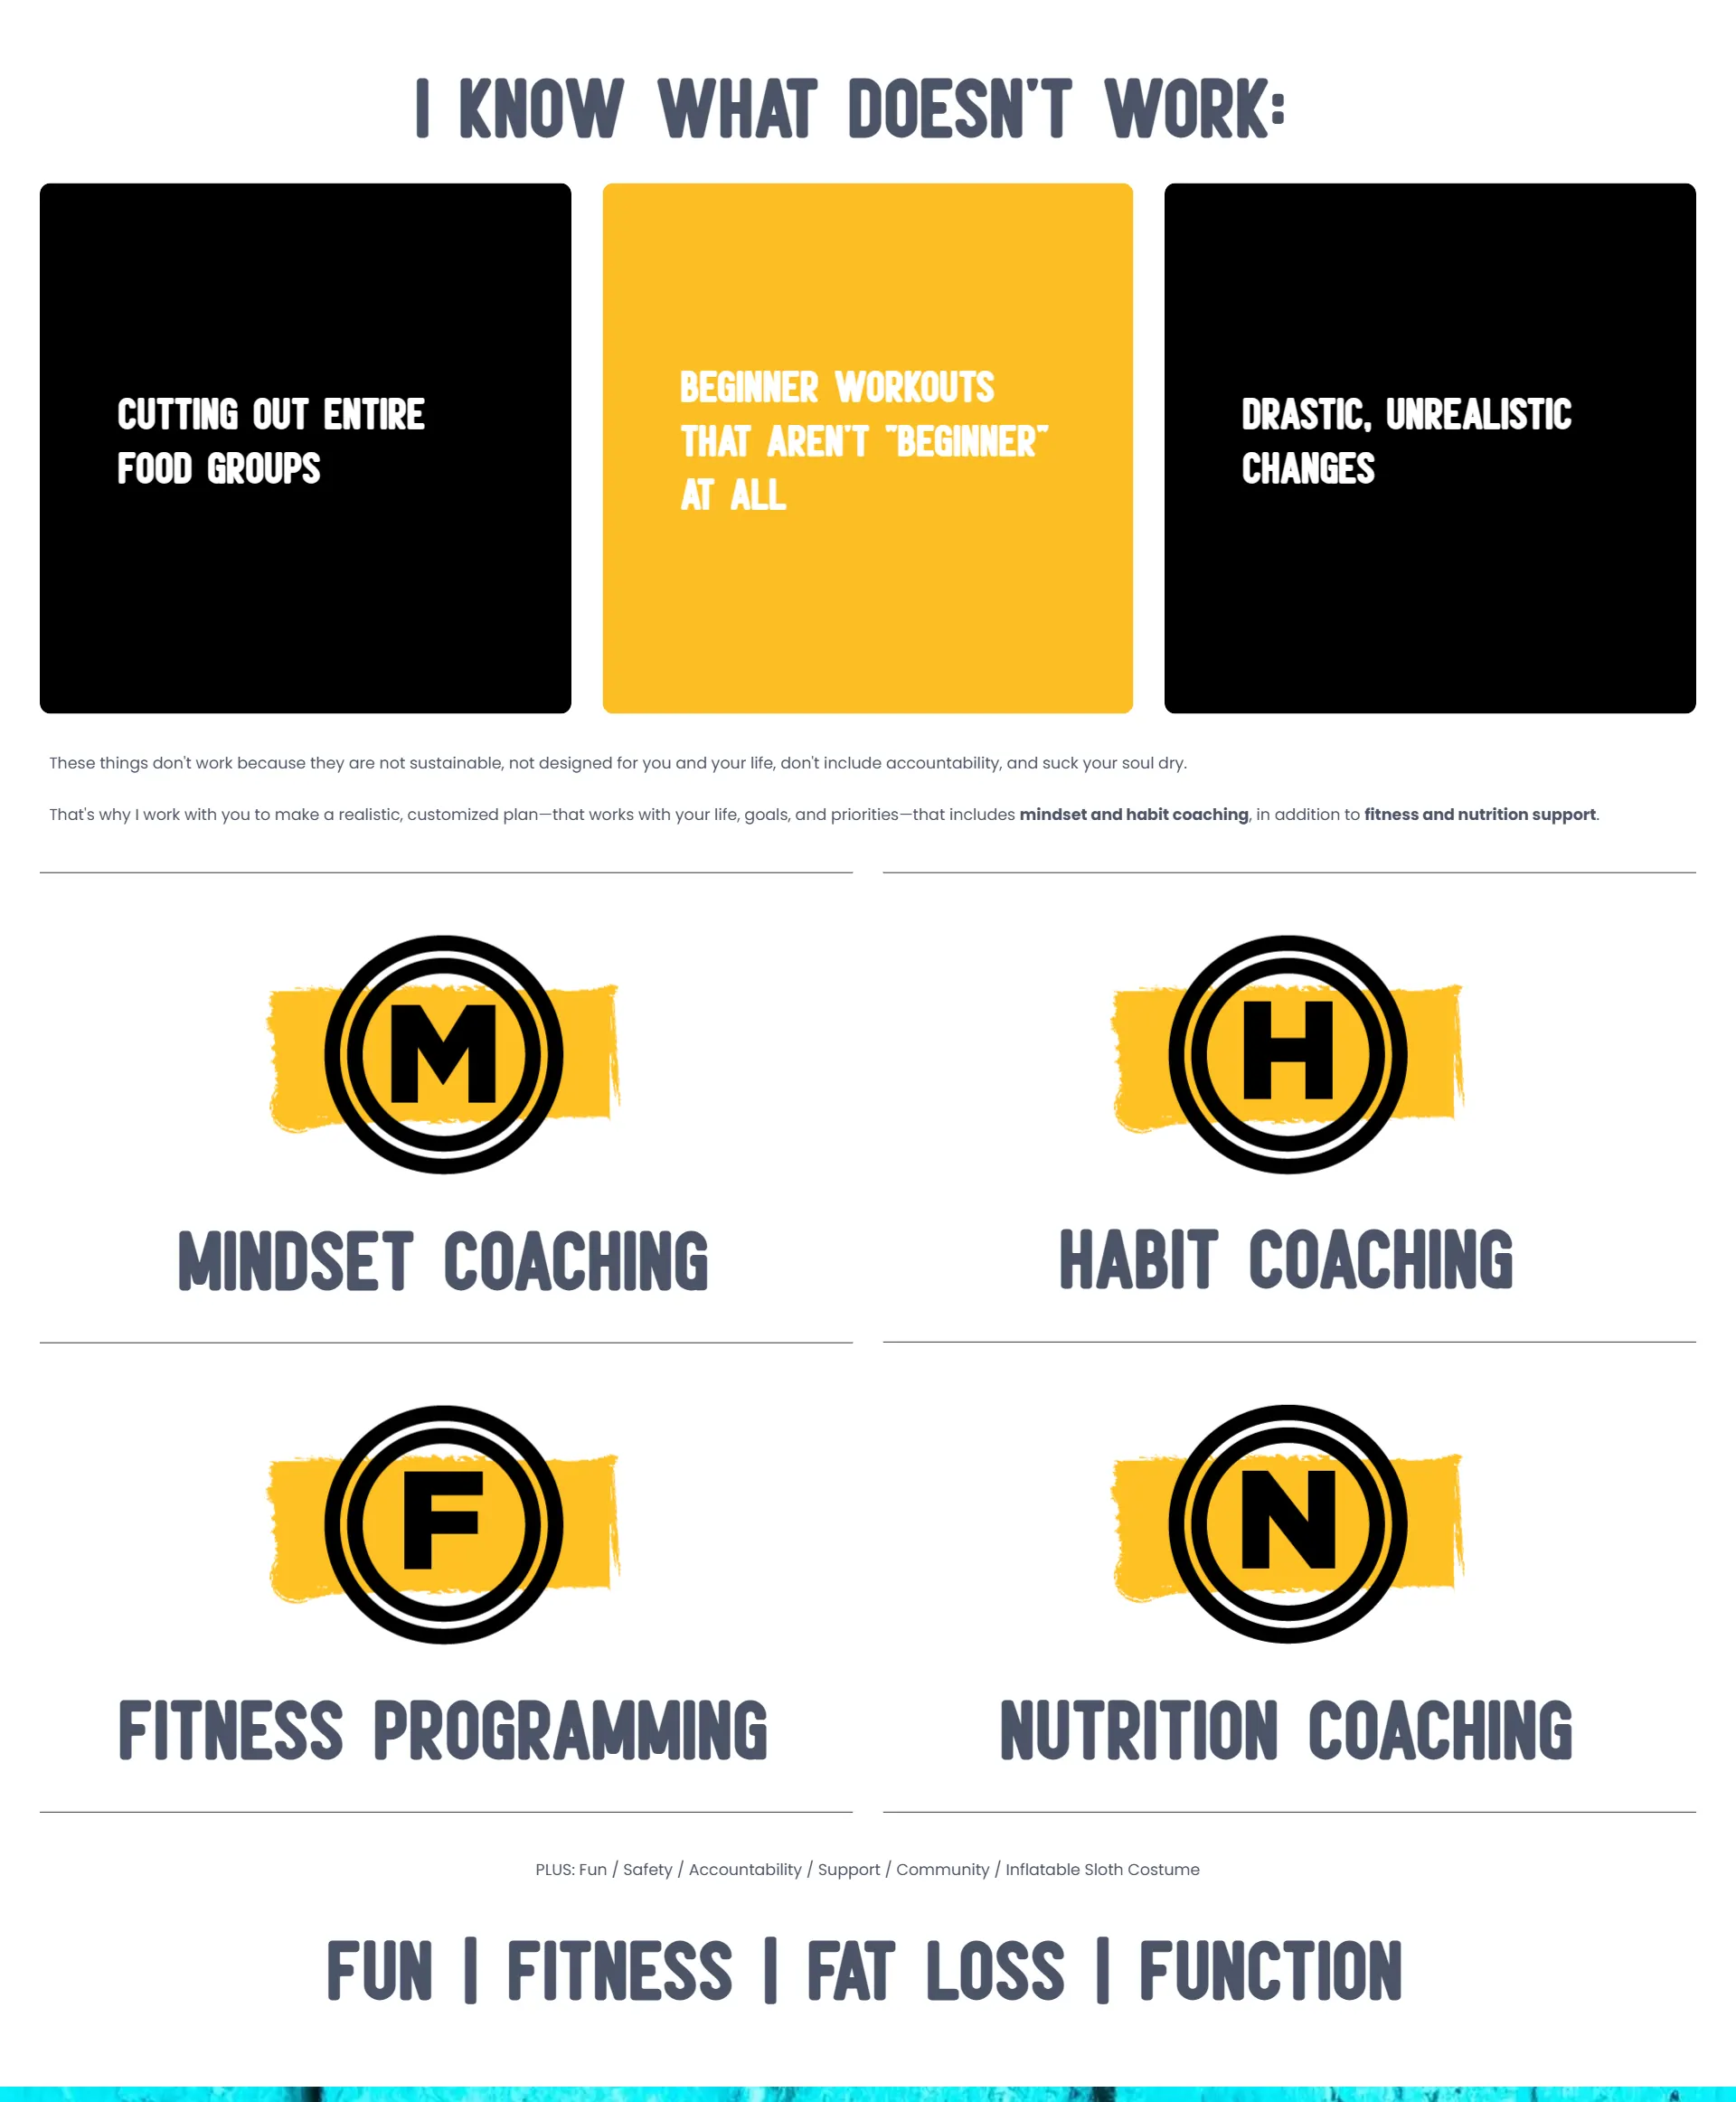 I KNOW WHAT DOESN'T WORK:
CUTTING OUT ENTIRE
FOOD GROUPS
BEGINNER WORKOUTS
THAT AREN'T "BEGINNER"
AT ALL
DRASTIC, UNREALISTIC
CHANGES
These things don't work because they are not sustainable, not designed for you and your life, don't include accountability, and suck your soul dry.
That's why I work with you to make a realistic, customized plan—that works with your life, goals, and priorities—that includes mindset and habit coaching, in addition to fitness and nutrition support.
M
MINDSET COACHING
H
HABIT COACHING
F
FITNESS PROGRAMMING
N
NUTRITION COACHING
PLUS: Fun / Safety / Accountability / Support / Community / Inflatable Sloth Costume
FUN | FITNESS | FAT LOSS | FUNCTION